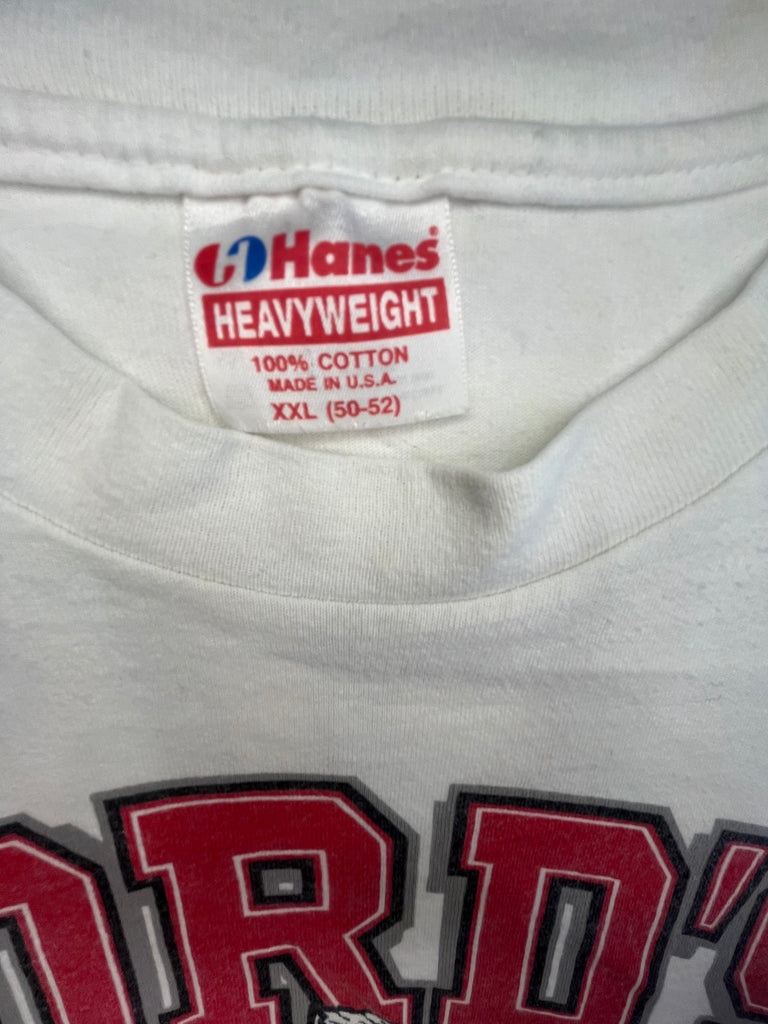 Hanes®
HEAVYWEIGHT
100% COTTON
MADE IN U.S.A.
XXL (50-52)
ORD'S